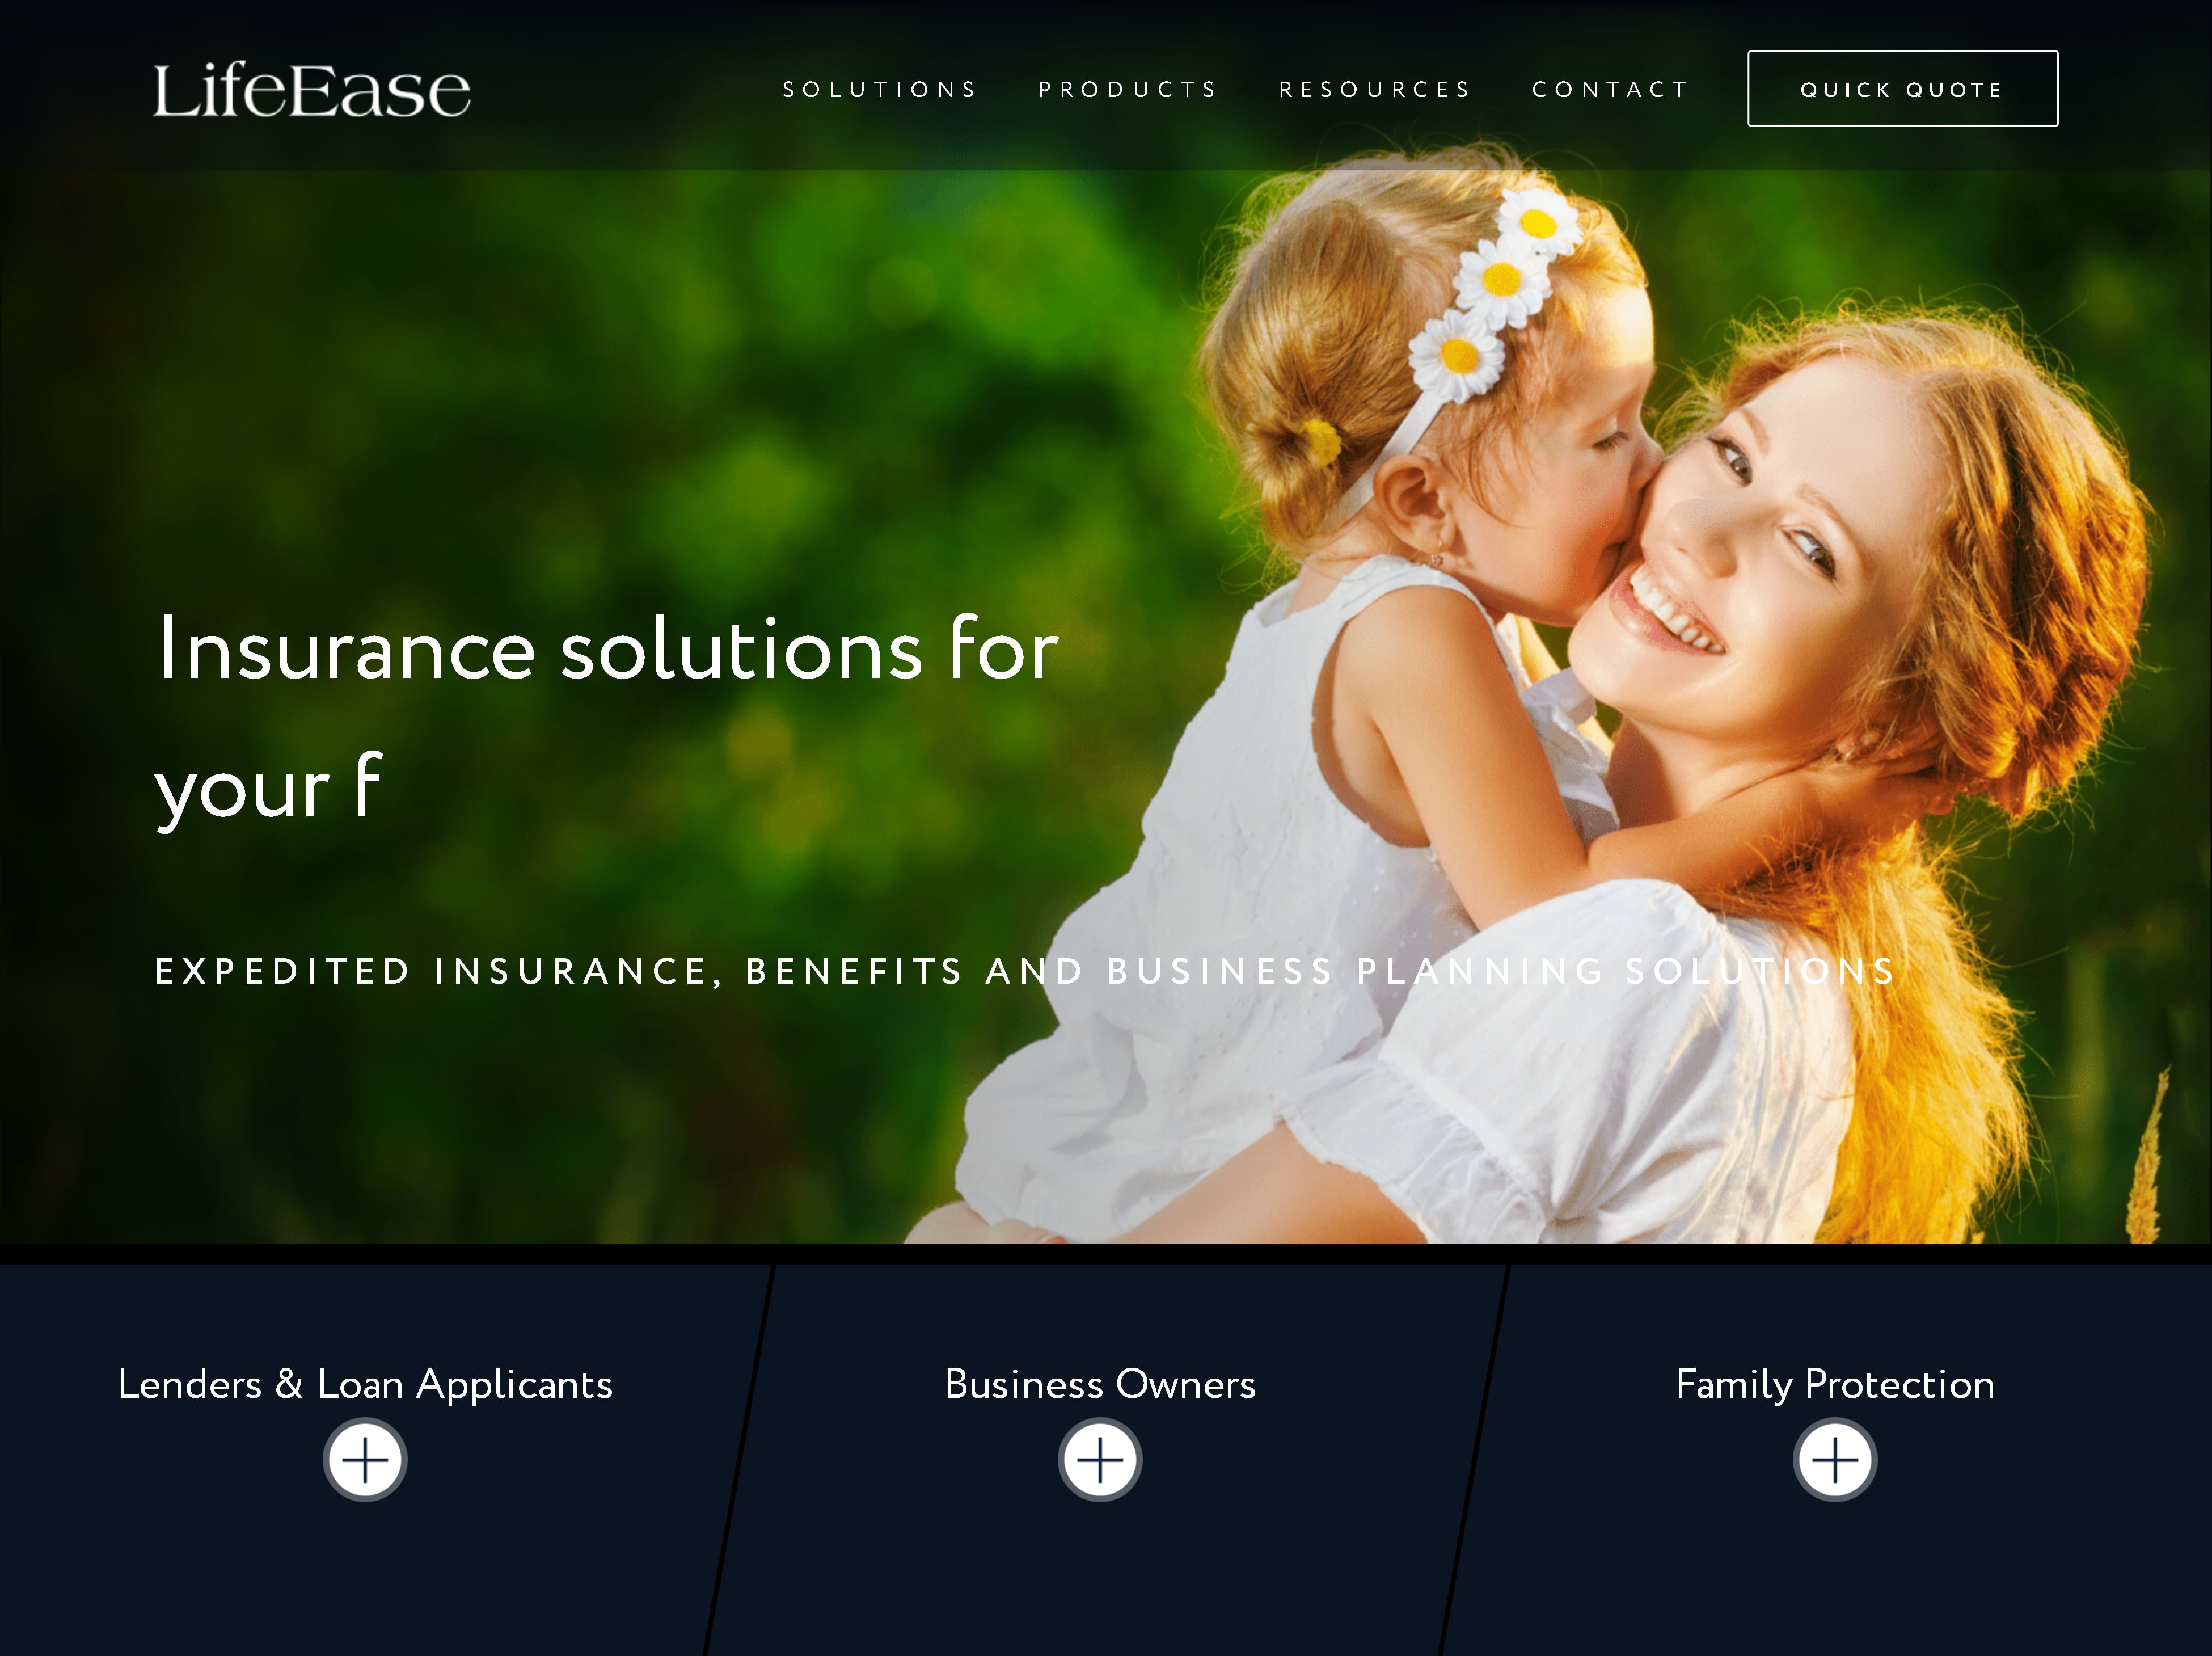 LifeEase
SOLUTIONS PRODUCTS RESOURCES CONTACT QUICK QUOTE
Insurance solutions for
your f
EXPEDITED INSURANCE, BENEFITS AND BUSINESS PLANNING SOLUTIONS
Lenders & Loan Applicants
Business Owners
Family Protection